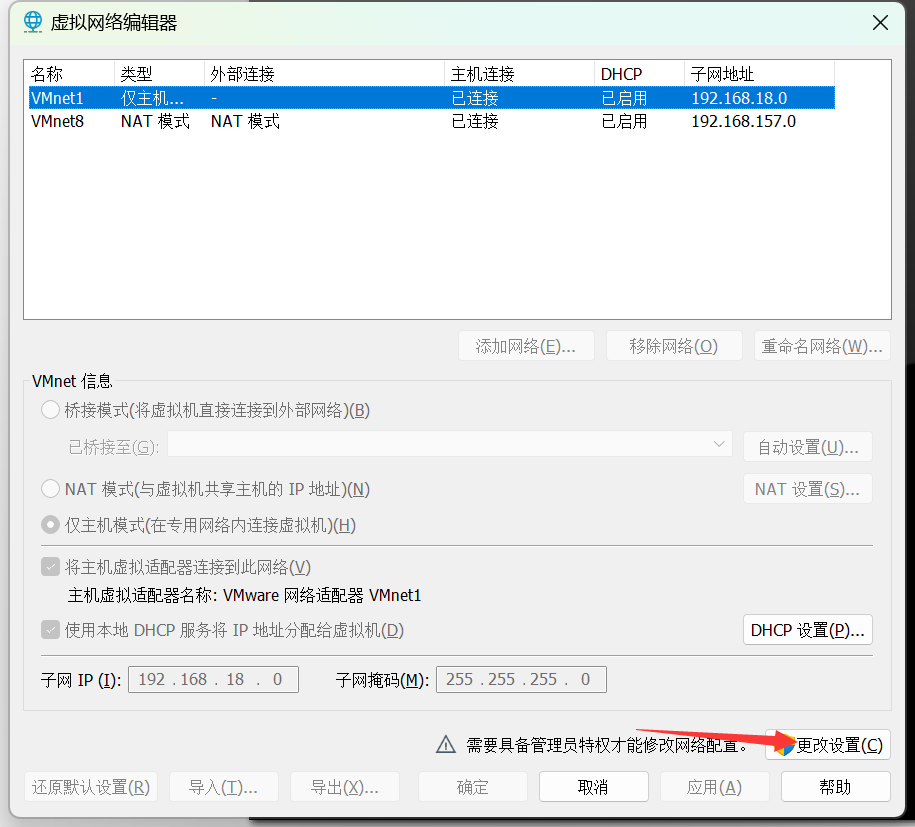 虚拟网络编辑器
名称 类型 外部连接 主机连接 DHCP 子网地址
VMnet1 仅主机... - 已连接 已启用 192.168.18.0
VMnet8 NAT 模式 NAT 模式 已连接 已启用 192.168.157.0
添加网络(E)... 移除网络(O) 重命名网络(W)...
VMnet 信息
桥接模式(将虚拟机直接连接到外部网络)(B)
已桥接至(G): 自动设置(U)...
NAT 模式(与虚拟机共享主机的 IP 地址)(N) NAT 设置(S)...
仅主机模式(在专用网络内连接虚拟机)(H)
将主机虚拟适配器连接到此网络(V)
主机虚拟适配器名称: VMware 网络适配器 VMnet1
使用本地 DHCP 服务将 IP 地址分配给虚拟机(D) DHCP 设置(P)...
子网 IP (I): 192 . 168 . 18 . 0 子网掩码(M): 255 . 255 . 255 . 0
需要具备管理员特权才能修改网络配置。 更改设置(C)
还原默认设置(R) 导入(T)... 导出(X)... 确定 取消 应用(A) 帮助